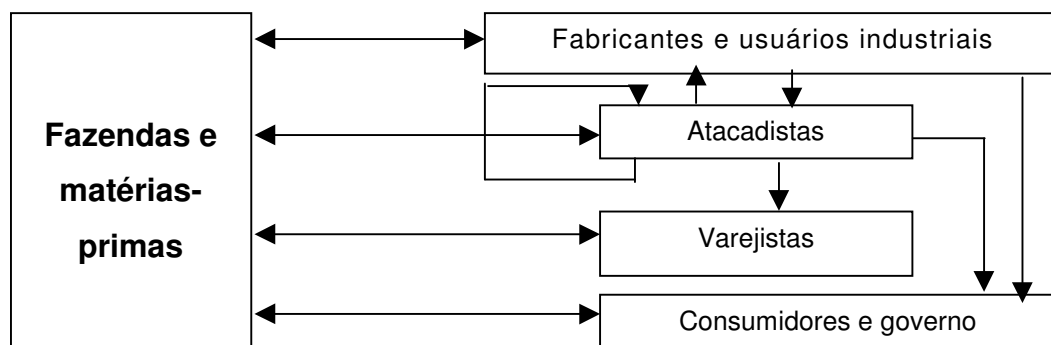 Fazendas e
matérias-
primas
Fabricantes e usuários industriais
Atacadistas
Varejistas
Consumidores e governo